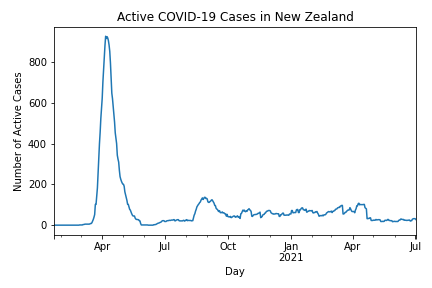 Active COVID-19 Cases in New Zealand
Number of Active Cases
800
600
400
200
0
Apr
Jul
Oct
Jan
2021
Apr
Jul
Day